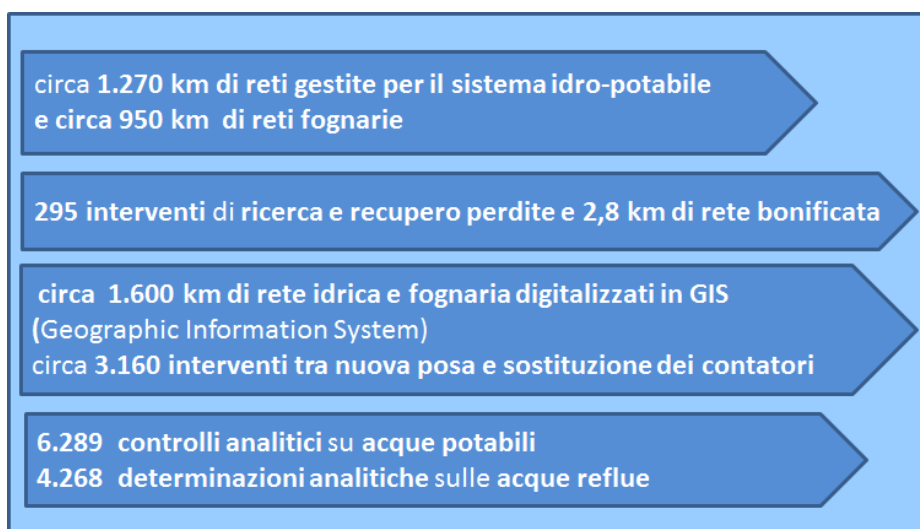 circa 1.270 km di reti gestite per il sistema idro-potabile
e circa 950 km di reti fognarie
295 interventi di ricerca e recupero perdite e 2,8 km di rete bonificata
circa 1.600 km di rete idrica e fognaria digitalizzati in GIS
(Geographic Information System)
circa 3.160 interventi tra nuova posa e sostituzione dei contatori
6.289 controlli analitici su acque potabili
4.268 determinazioni analitiche sulle acque reflue